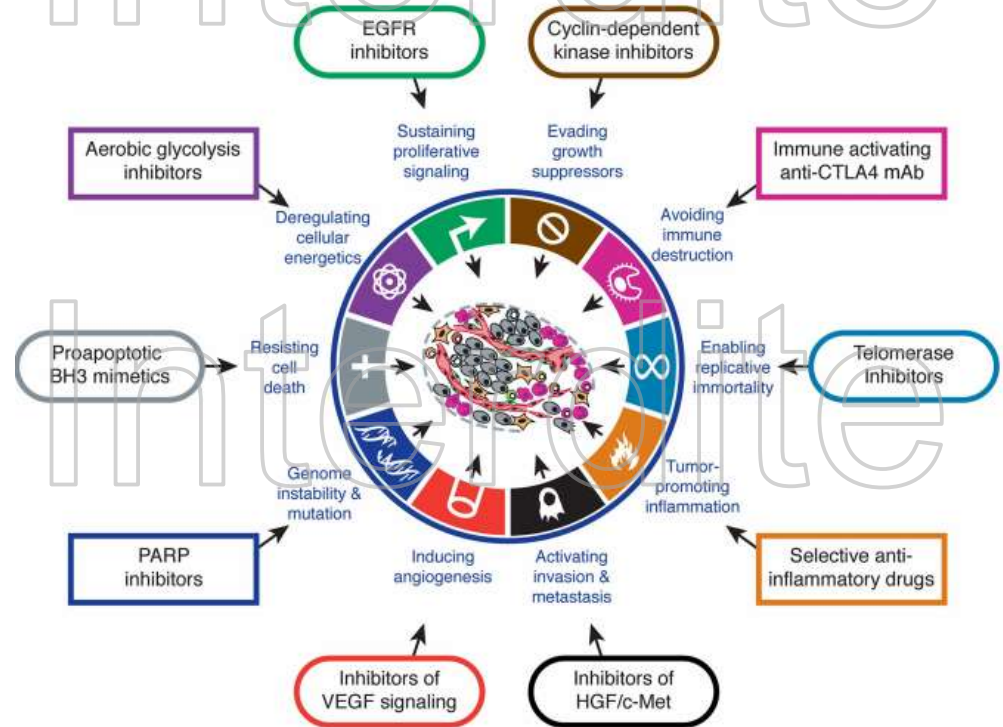 EGFR
inhibitors
Cyclin-dependent
kinase inhibitors
Sustaining
proliferative
signaling
Evading
growth
suppressors
Aerobic glycolysis
inhibitors
Immune activating
anti-CTLA4 mAb
Deregulating
cellular
energetics
Avoiding
immune
destruction
Proapoptotic
BH3 mimetics
Resisting
cell
death
Enabling
replicative
immortality
Telomerase
Inhibitors
Genome
instability &
mutation
Tumor-
promoting
inflammation
PARP
inhibitors
Inducing
angiogenesis
Activating
invasion &
metastasis
Selective anti-
inflammatory drugs
Inhibitors of
VEGF signaling
Inhibitors of
HGF/c-Met
Interdite